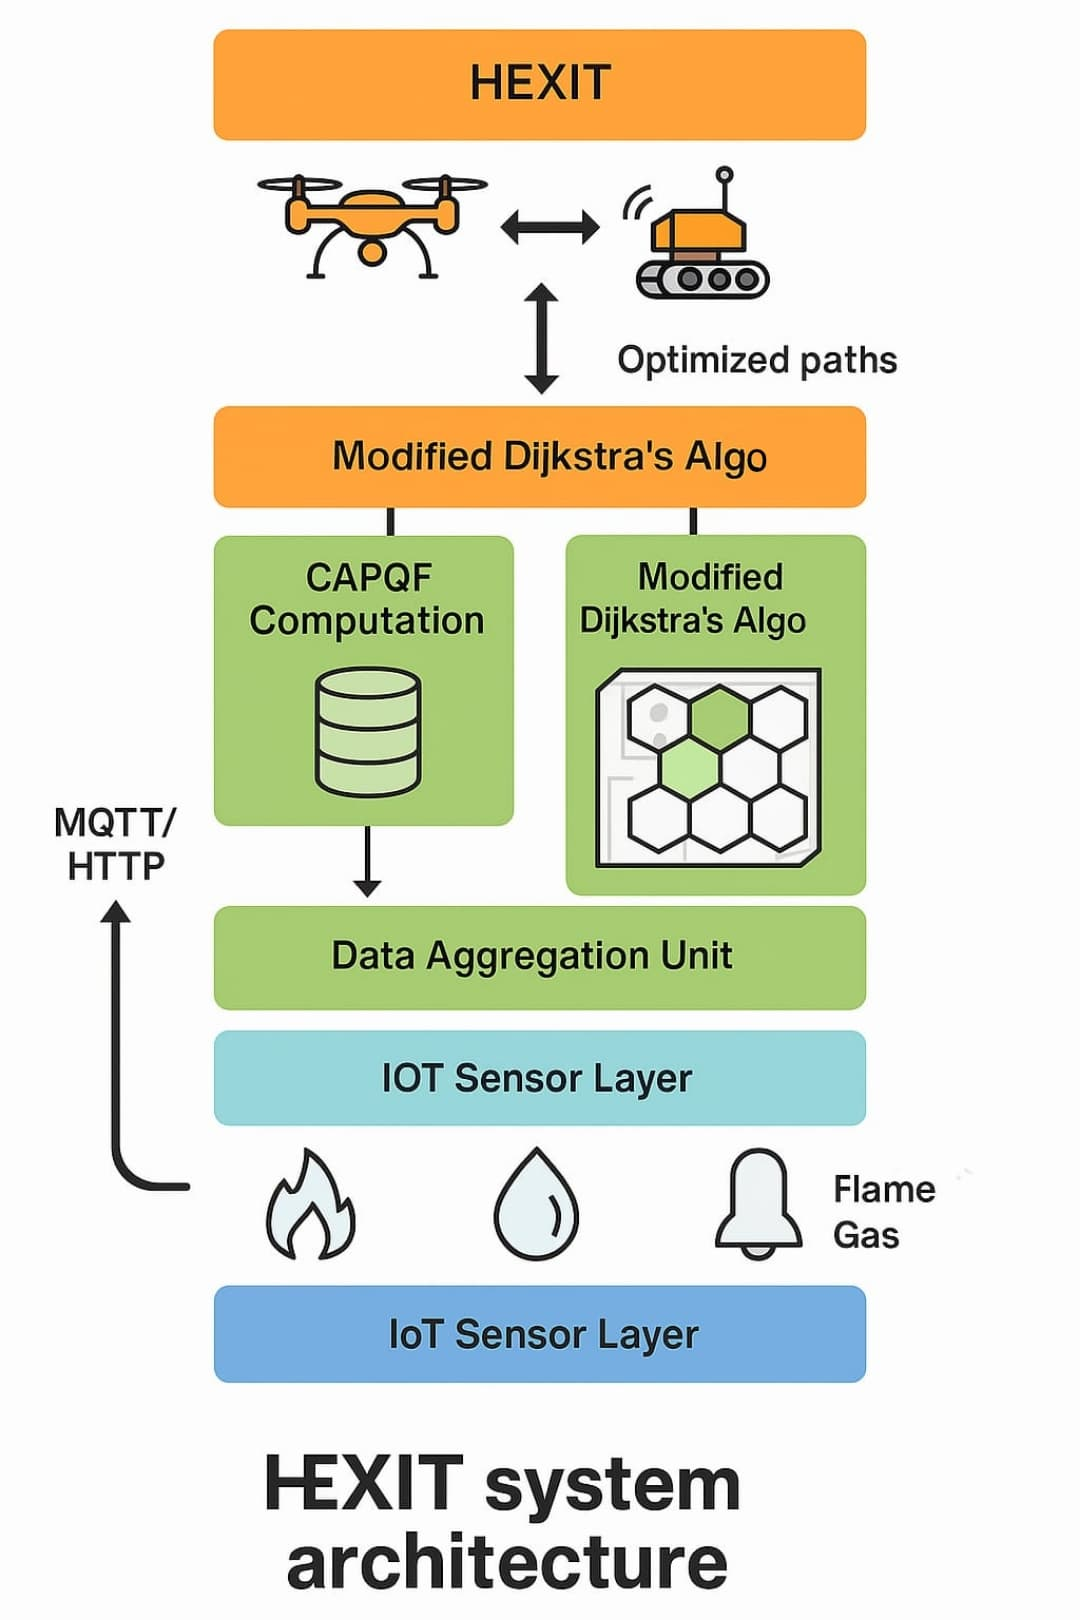 HEXIT
Optimized paths
Modified Dijkstra's Algo
CAPQF
Computation
Modified
Dijkstra's Algo
MQTT/
HTTP
Data Aggregation Unit
IOT Sensor Layer
Flame
Gas
IoT Sensor Layer
HEXIT system
architecture